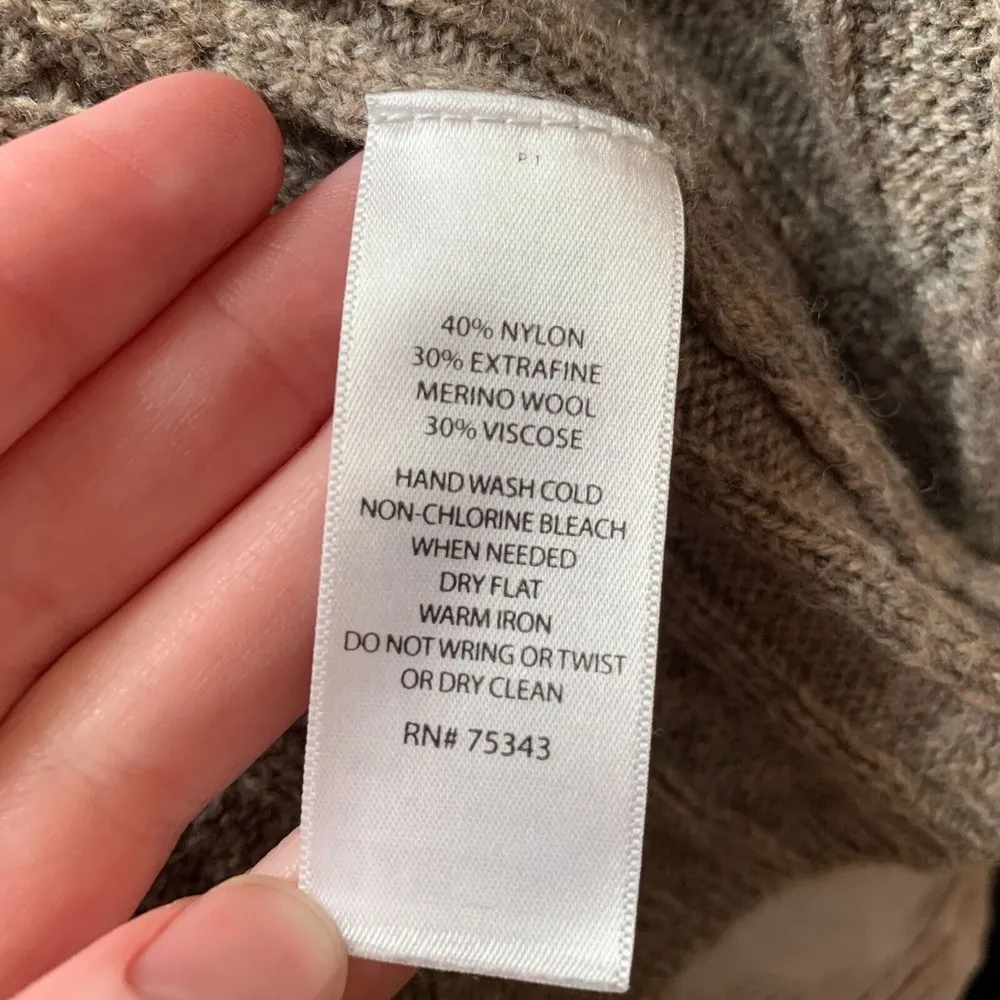 P 1
40% NYLON
30% EXTRAFINE
MERINO WOOL
30% VISCOSE
HAND WASH COLD
NON-CHLORINE BLEACH
WHEN NEEDED
DRY FLAT
WARM IRON
DO NOT WRING OR TWIST
OR DRY CLEAN
RN# 75343